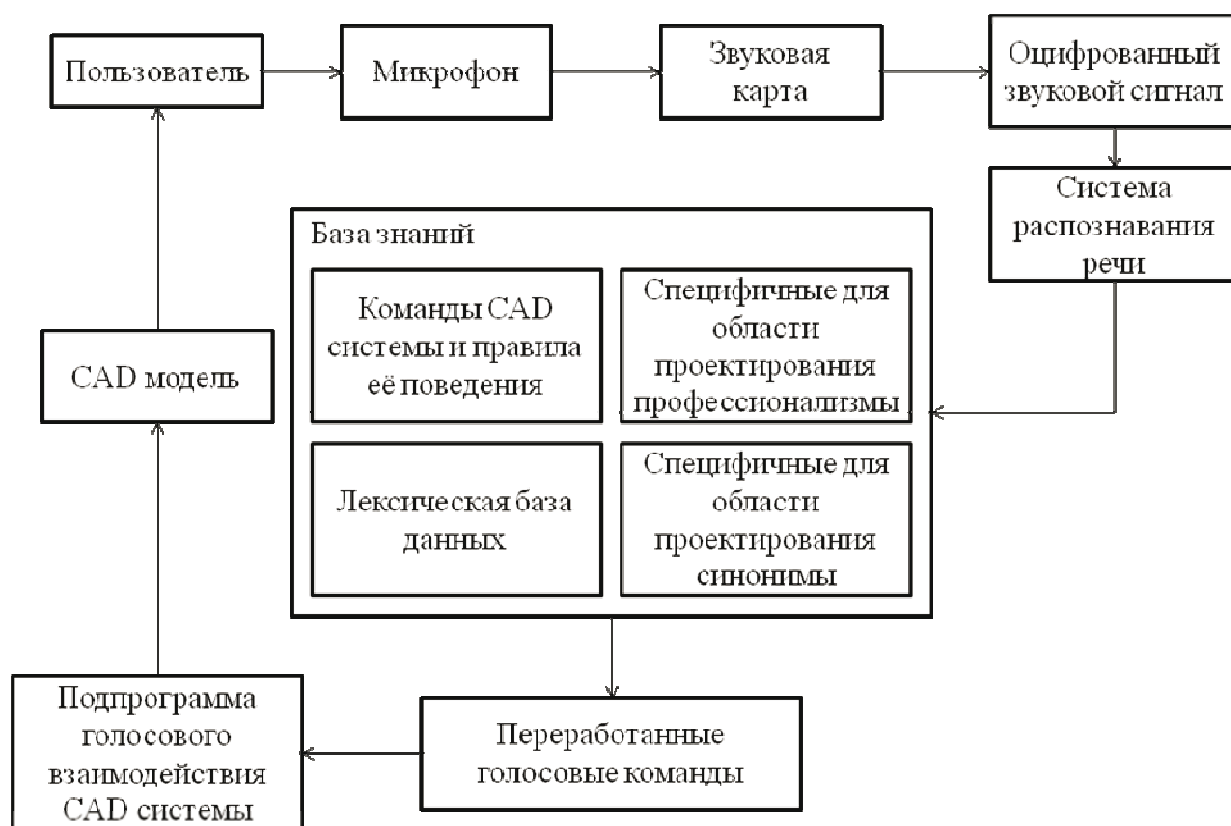 Пользователь
Микрофон
Звуковая
карта
Оцифрованный
звуковой сигнал
Система
распознавания
речи
База знаний
Команды CAD
системы и правила
её поведения
Специфичные для
области
проектирования
профессионализмы
Лексическая база
данных
Специфичные для
области
проектирования
синонимы
CAD модель
Подпрограмма
голосового
взаимодействия
CAD системы
Переработанные
голосовые команды